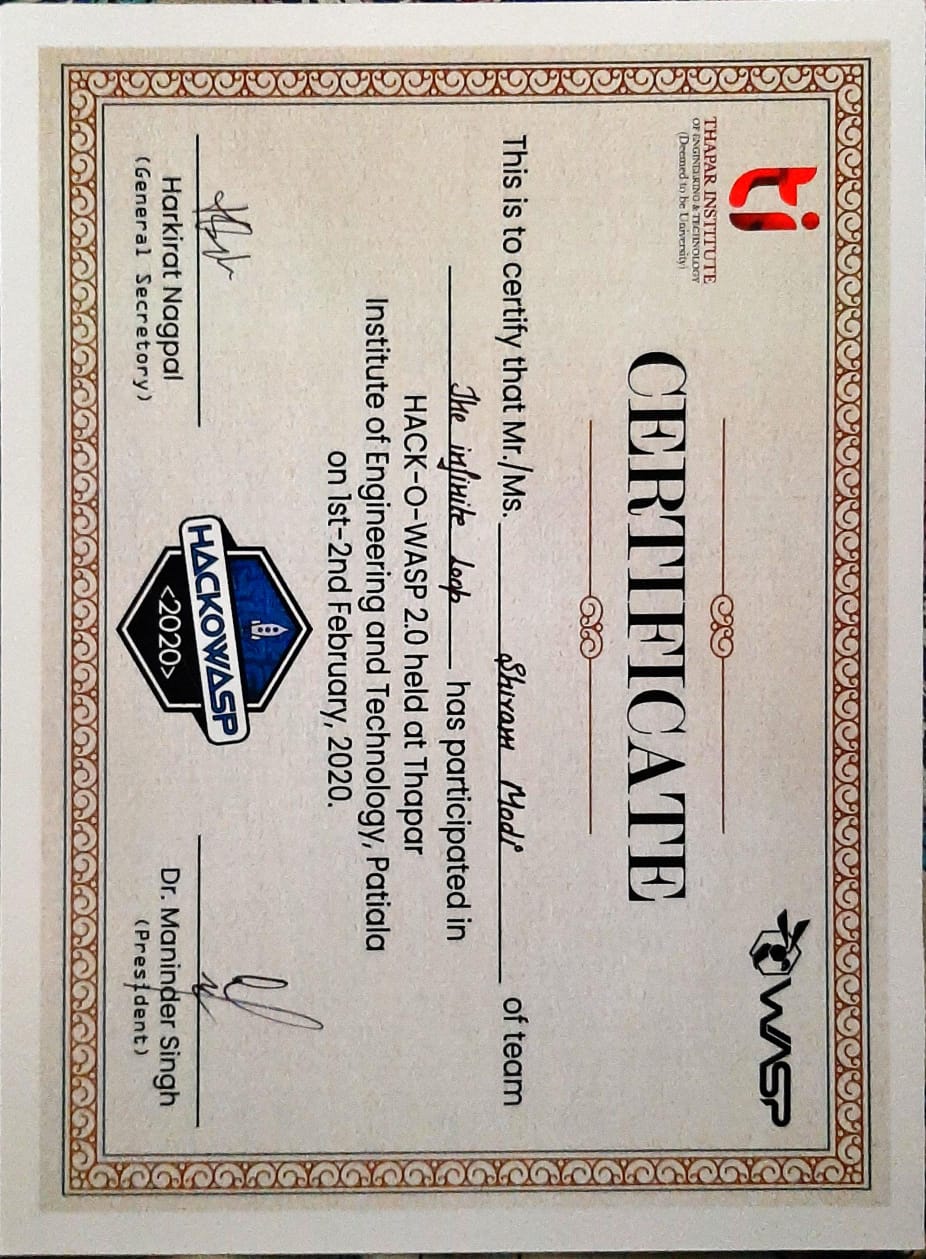 THAPAR INSTITUTE
OF ENGINEERING & TECHNOLOGY
(Deemed to be University)
OWASP
CERTIFICATE
This is to certify that Mr./Ms. Shivam Modi of team
The infinite loop has participated in
HACK-O-WASP 2.0 held at Thapar
Institute of Engineering and Technology, Patiala
on 1st-2nd February, 2020.
HACKOWASP
<2020>
Harkirat Nagpal
(General Secretory)
Dr. Maninder Singh
(President)